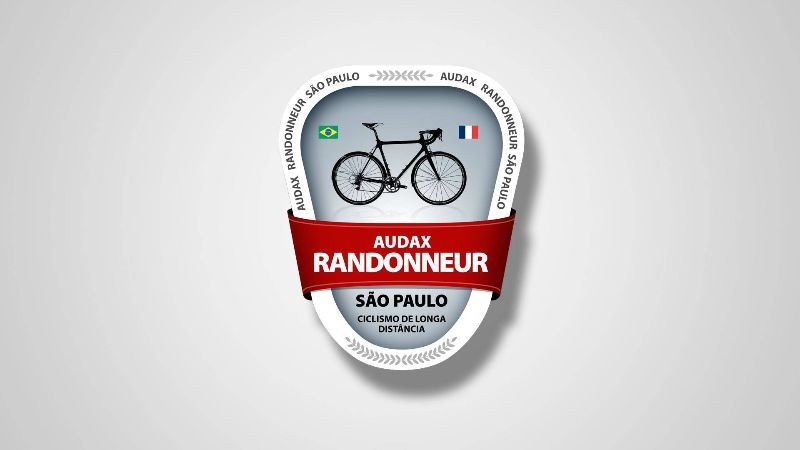 AUDAX RANDONNEUR SÃO PAULO
AUDAX RANDONNEUR SÃO PAULO
AUDAX
RANDONNEUR
SÃO PAULO
CICLISMO DE LONGA
DISTÂNCIA